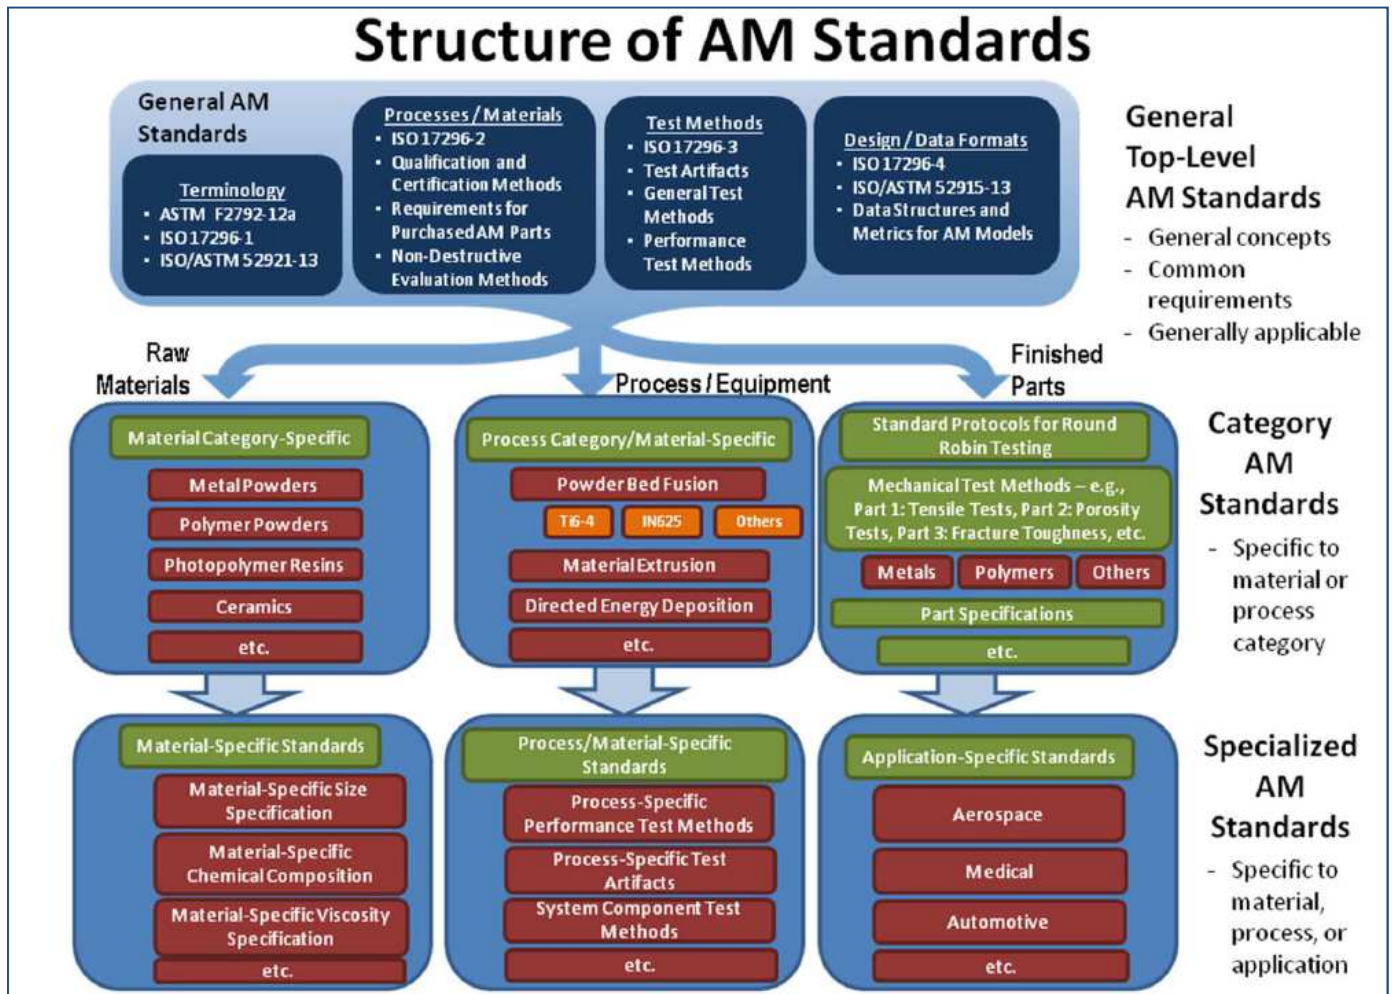 Structure of AM Standards
General AM
Standards
Terminology
▪ ASTM F2792-12a
▪ ISO 17296-1
▪ ISO/ASTM 52921-13
Processes / Materials
▪ ISO 17296-2
▪ Qualification and
Certification Methods
▪ Requirements for
Purchased AM Parts
▪ Non-Destructive
Evaluation Methods
Test Methods
▪ ISO 17296-3
▪ Test Artifacts
▪ General Test
Methods
▪ Performance
Test Methods
Design / Data Formats
▪ ISO 17296-4
▪ ISO/ASTM 52915-13
▪ Data Structures and
Metrics for AM Models
General
Top-Level
AM Standards
- General concepts
- Common
requirements
- Generally applicable
Raw
Materials
Process / Equipment
Finished
Parts
Material Category-Specific
Metal Powders
Polymer Powders
Photopolymer Resins
Ceramics
etc.
Process Category/Material-Specific
Powder Bed Fusion
Ti6-4
IN625
Others
Material Extrusion
Directed Energy Deposition
etc.
Standard Protocols for Round
Robin Testing
Mechanical Test Methods – e.g.,
Part 1: Tensile Tests, Part 2: Porosity
Tests, Part 3: Fracture Toughness, etc.
Metals
Polymers
Others
Part Specifications
etc.
Category
AM
Standards
- Specific to
material or
process
category
Material-Specific Standards
Material-Specific Size
Specification
Material-Specific
Chemical Composition
Material-Specific Viscosity
Specification
etc.
Process/Material-Specific
Standards
Process-Specific
Performance Test Methods
Process-Specific Test
Artifacts
System Component Test
Methods
etc.
Application-Specific Standards
Aerospace
Medical
Automotive
etc.
Specialized
AM
Standards
- Specific to
material,
process, or
application